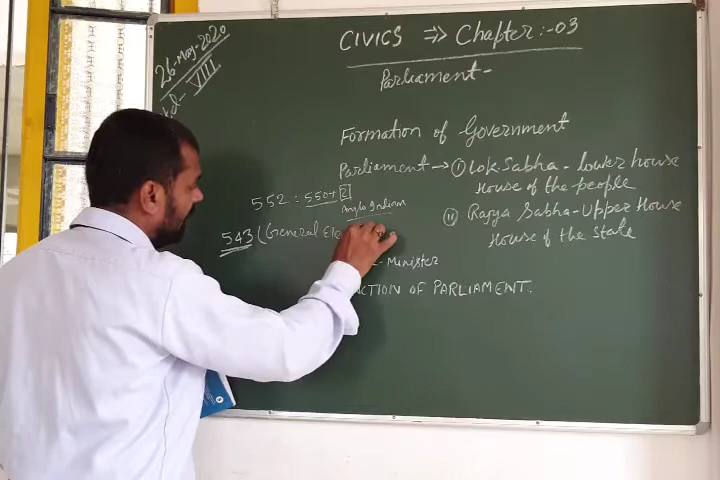 26-May-2020
VIII
CIVICS ⇒ Chapter:-03
Parliament-
Formation of Government
Parliament → (i) Lok Sabha - lower house
House of the people
(ii) Rajya Sabha - Upper House
House of the State
552 : 550 + 2
Anglo Indian
543 (General Ele
- Minister
CTION OF PARLIAMENT.